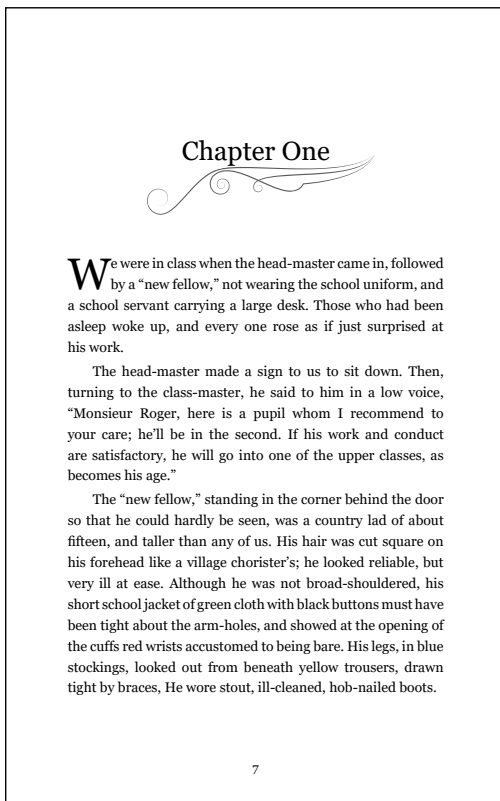 Chapter One
We were in class when the head-master came in, followed
by a “new fellow,” not wearing the school uniform, and
a school servant carrying a large desk. Those who had been
asleep woke up, and every one rose as if just surprised at
his work.
The head-master made a sign to us to sit down. Then,
turning to the class-master, he said to him in a low voice,
“Monsieur Roger, here is a pupil whom I recommend to
your care; he’ll be in the second. If his work and conduct
are satisfactory, he will go into one of the upper classes, as
becomes his age.”
The “new fellow,” standing in the corner behind the door
so that he could hardly be seen, was a country lad of about
fifteen, and taller than any of us. His hair was cut square on
his forehead like a village chorister’s; he looked reliable, but
very ill at ease. Although he was not broad-shouldered, his
short school jacket of green cloth with black buttons must have
been tight about the arm-holes, and showed at the opening of
the cuffs red wrists accustomed to being bare. His legs, in blue
stockings, looked out from beneath yellow trousers, drawn
tight by braces, He wore stout, ill-cleaned, hob-nailed boots.
7